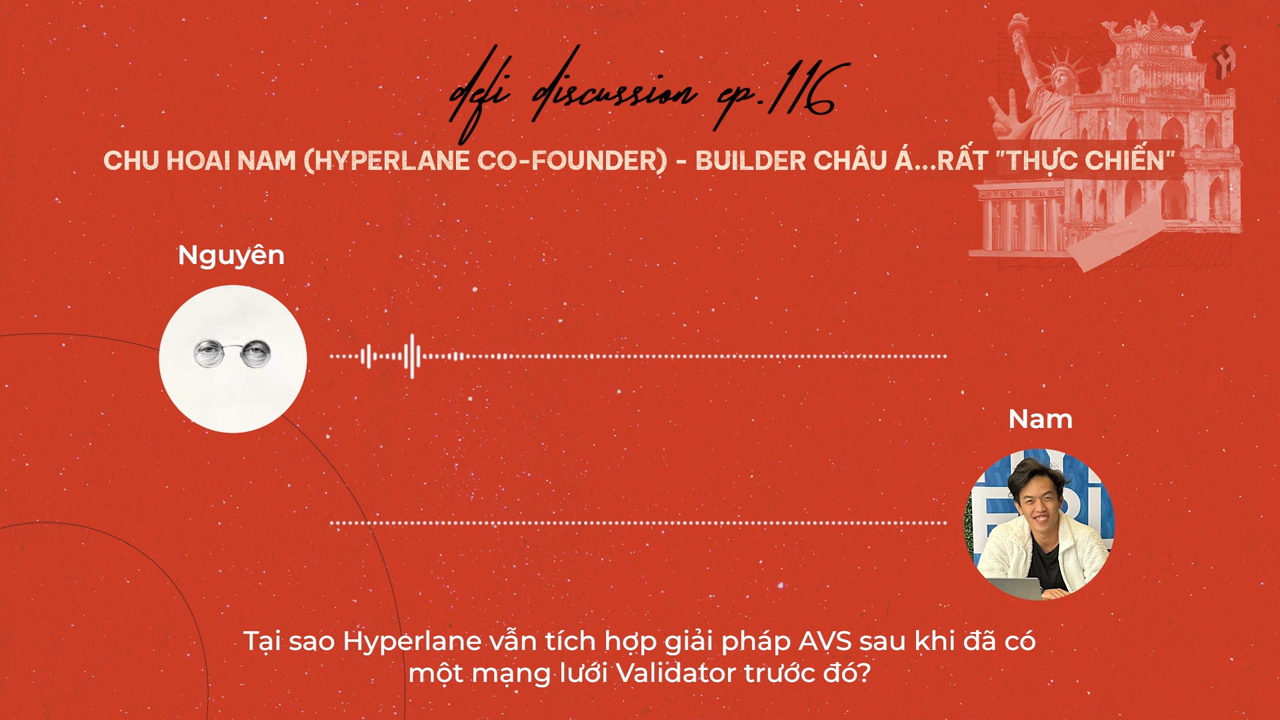 defi discussion ep.116
CHU HOAI NAM (HYPERLANE CO-FOUNDER) - BUILDER CHÂU Á...RẤT "THỰC CHIẾN"
Nguyên
Nam
Tại sao Hyperlane vẫn tích hợp giải pháp AVS sau khi đã có
một mạng lưới Validator trước đó?